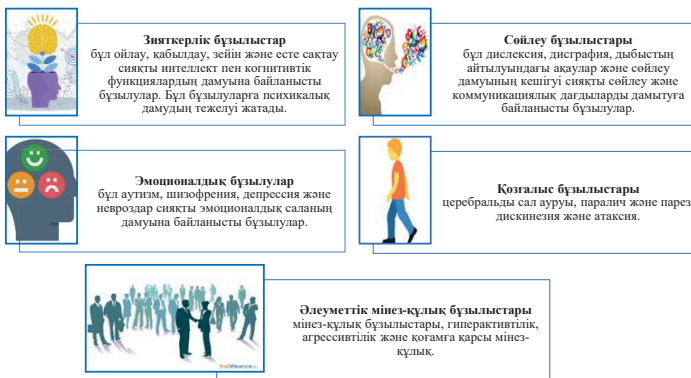 Зияткерлік бұзылыстар
бұл ойлау, қабылдау, зейін және есте сақтау
сияқты интеллект пен когнитивтік
функциялардың дамуына байланысты
бұзылулар. Бұл бұзылуларға психикалық
дамудың тежелуі жатады.
Сөйлеу бұзылыстары
бұл дислексия, дисграфия, дыбыстың
айтылуындағы ақаулар және сөйлеу
дамуының кешігуі сияқты сөйлеу және
коммуникациялық дағдыларды дамытуға
байланысты бұзылулар.
Эмоционалдық бұзылулар
бұл аутизм, шизофрения, депрессия және
невроздар сияқты эмоционалдық саланың
дамуына байланысты бұзылулар.
Қозғалыс бұзылыстары
церебральды сал ауруы, паралич және парез,
дискинезия және атаксия.
Әлеуметтік мінез-құлық бұзылыстары
мінез-құлық бұзылыстары, гиперактивтілік,
агрессивтілік және қоғамға қарсы мінез-
құлық.